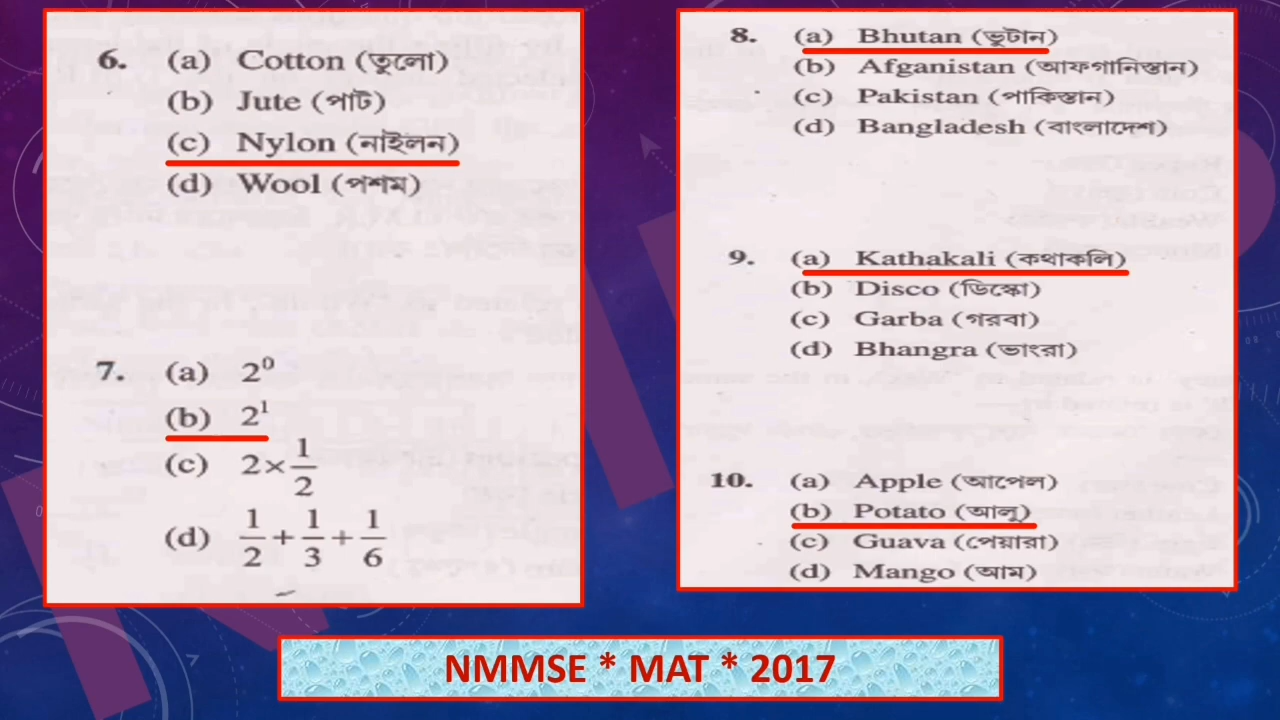 6. (a) Cotton (তুলো)
(b) Jute (পাট)
(c) Nylon (নাইলন)
(d) Wool (পশম)
7. (a) 2⁰
(b) 2¹
(c) 2×1/2
(d) 1/2 + 1/3 + 1/6
8. (a) Bhutan (ভুটান)
(b) Afganistan (আফগানিস্তান)
(c) Pakistan (পাকিস্তান)
(d) Bangladesh (বাংলাদেশ)
9. (a) Kathakali (কথাকলি)
(b) Disco (ডিস্কো)
(c) Garba (গরবা)
(d) Bhangra (ভাংরা)
10. (a) Apple (আপেল)
(b) Potato (আলু)
(c) Guava (পেয়ারা)
(d) Mango (আম)
NMMSE * MAT * 2017